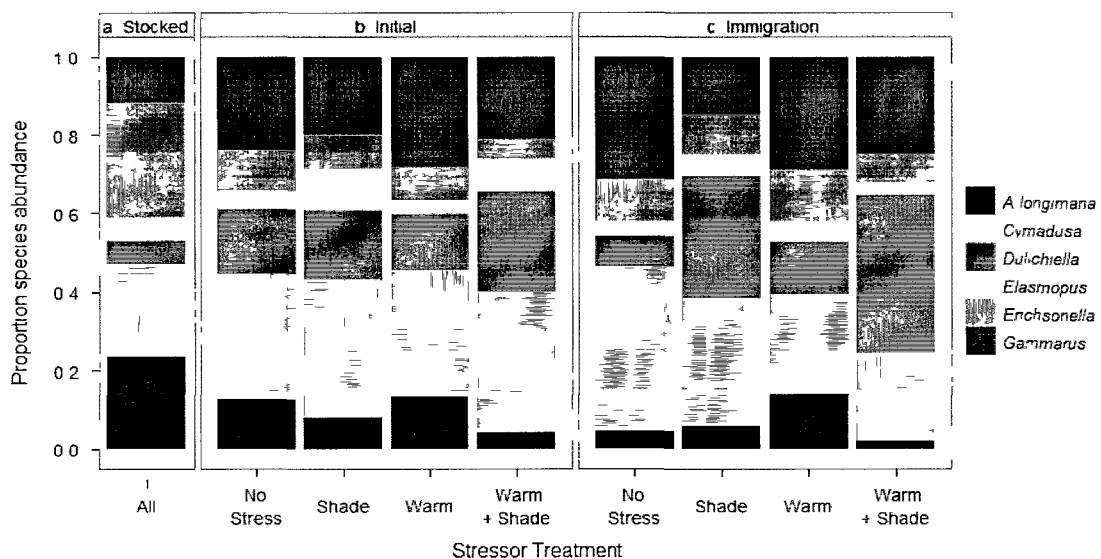 a Stocked
b Initial
c Immigration
Proportion species abundance
1 0
0 8
0 6
0 4
0 2
0 0
All
No Stress
Shade
Warm
Warm + Shade
No Stress
Shade
Warm
Warm + Shade
Stressor Treatment
A longimana
Cymadusa
Dulichiella
Elasmopus
Erichsonella
Gammarus